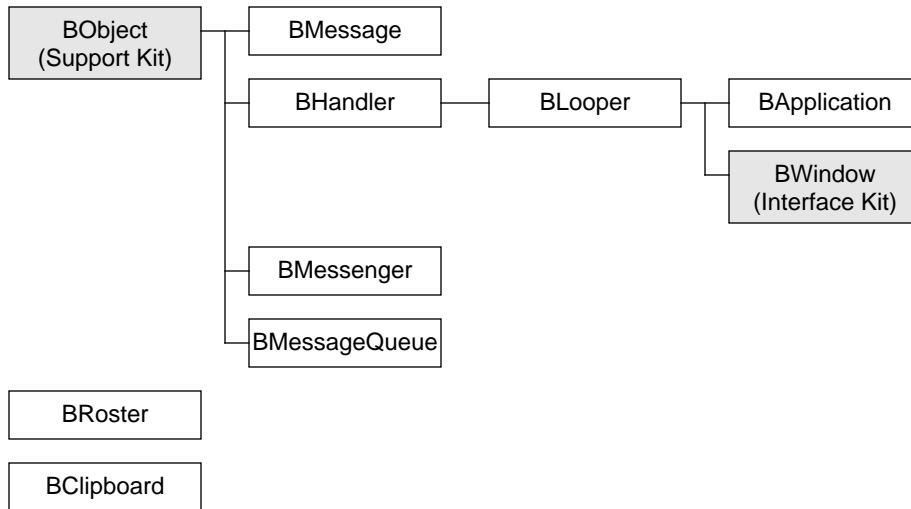 BObject
(Support Kit)
BMessage
BHandler
BLooper
BApplication
BWindow
(Interface Kit)
BMessenger
BMessageQueue
BRoster
BClipboard